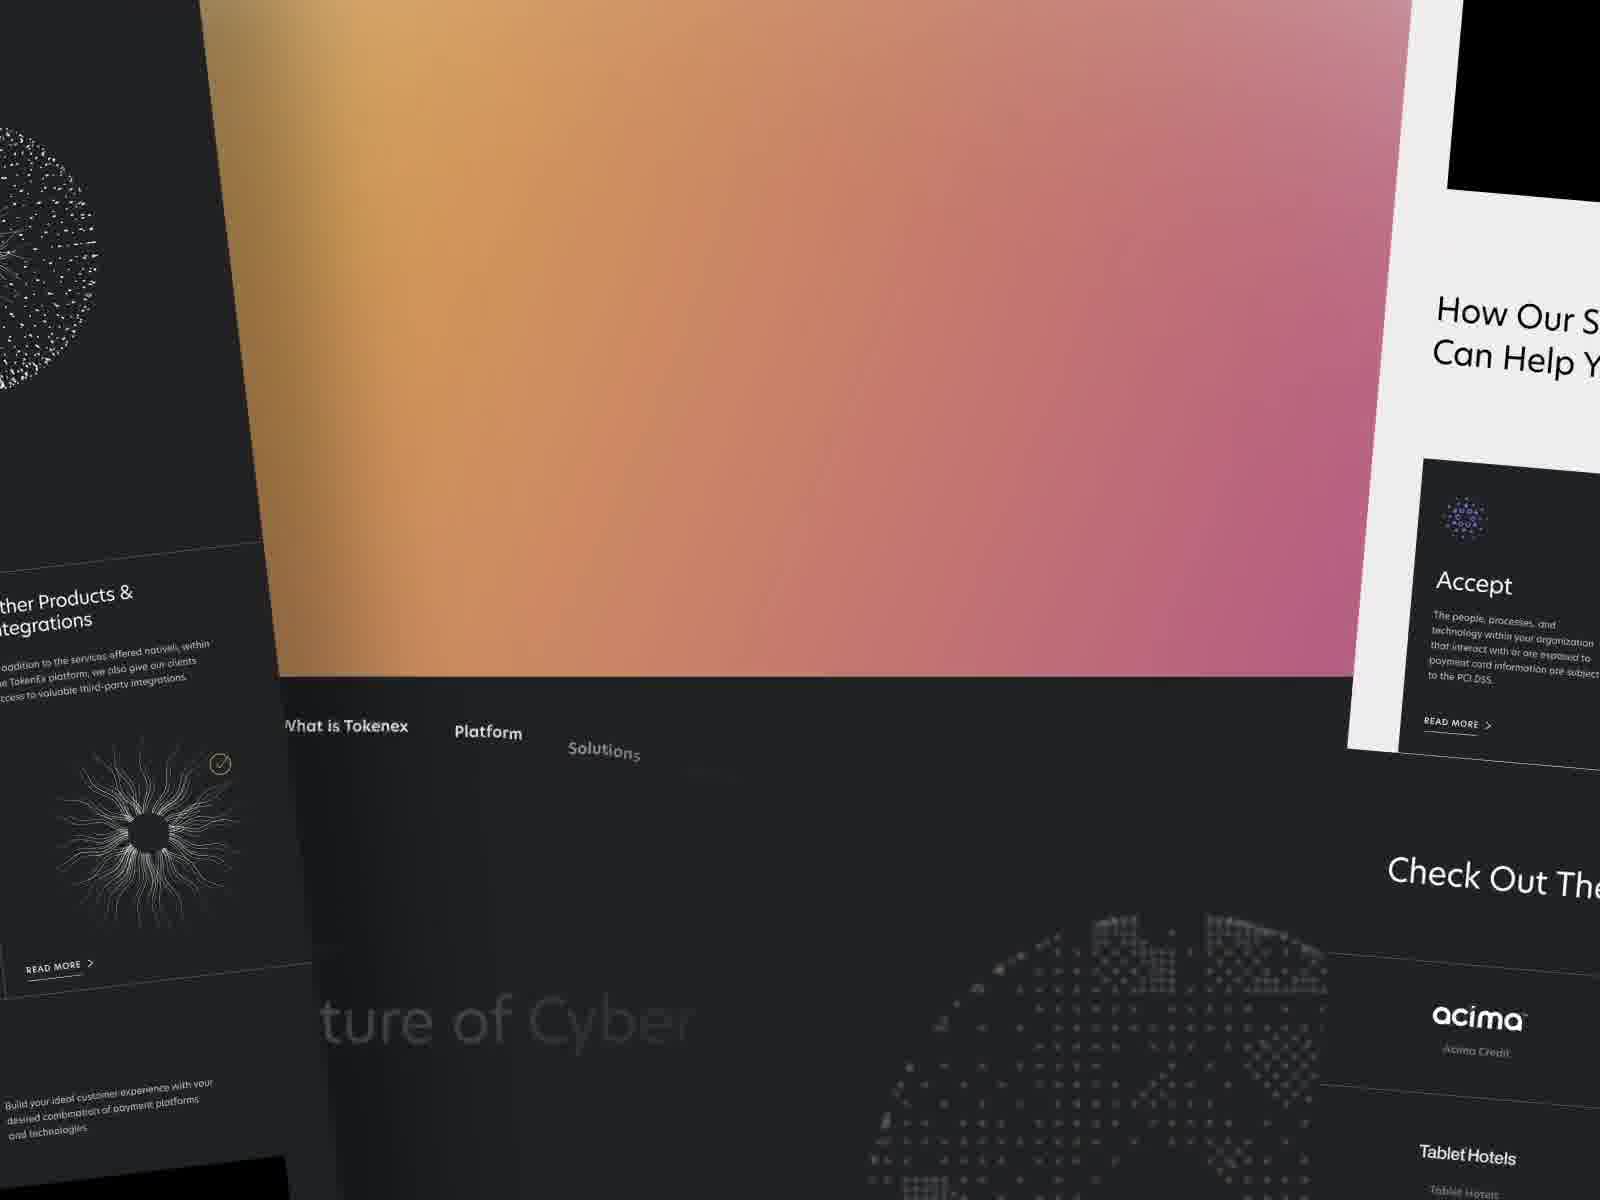 ther Products &
ntegrations
addition to the services offered natively, within
e TokenEx platform, we also give our clients
ccess to valuable third-party integrations.
READ MORE
Build your ideal customer experience with your
desired combination of payment platforms
and technologies
What is Tokenex
Platform
Solutions
ture of Cyber
How Our S
Can Help Y
Accept
The people, processes, and
technology within your organization
that interact with or are exposed to
payment card information are subject
to the PCI DSS.
READ MORE
Check Out The
acima
Acima Credit
Tablet Hotels
Tablet Hotels